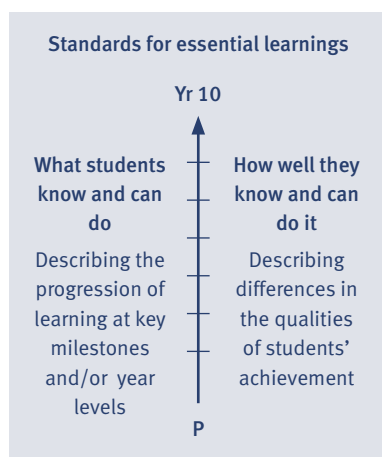 Standards for essential learnings
Yr 10
What students
know and can
do
Describing the
progression of
learning at key
milestones
and/or year
levels
How well they
know and can
do it
Describing
differences in
the qualities
of students’
achievement
P